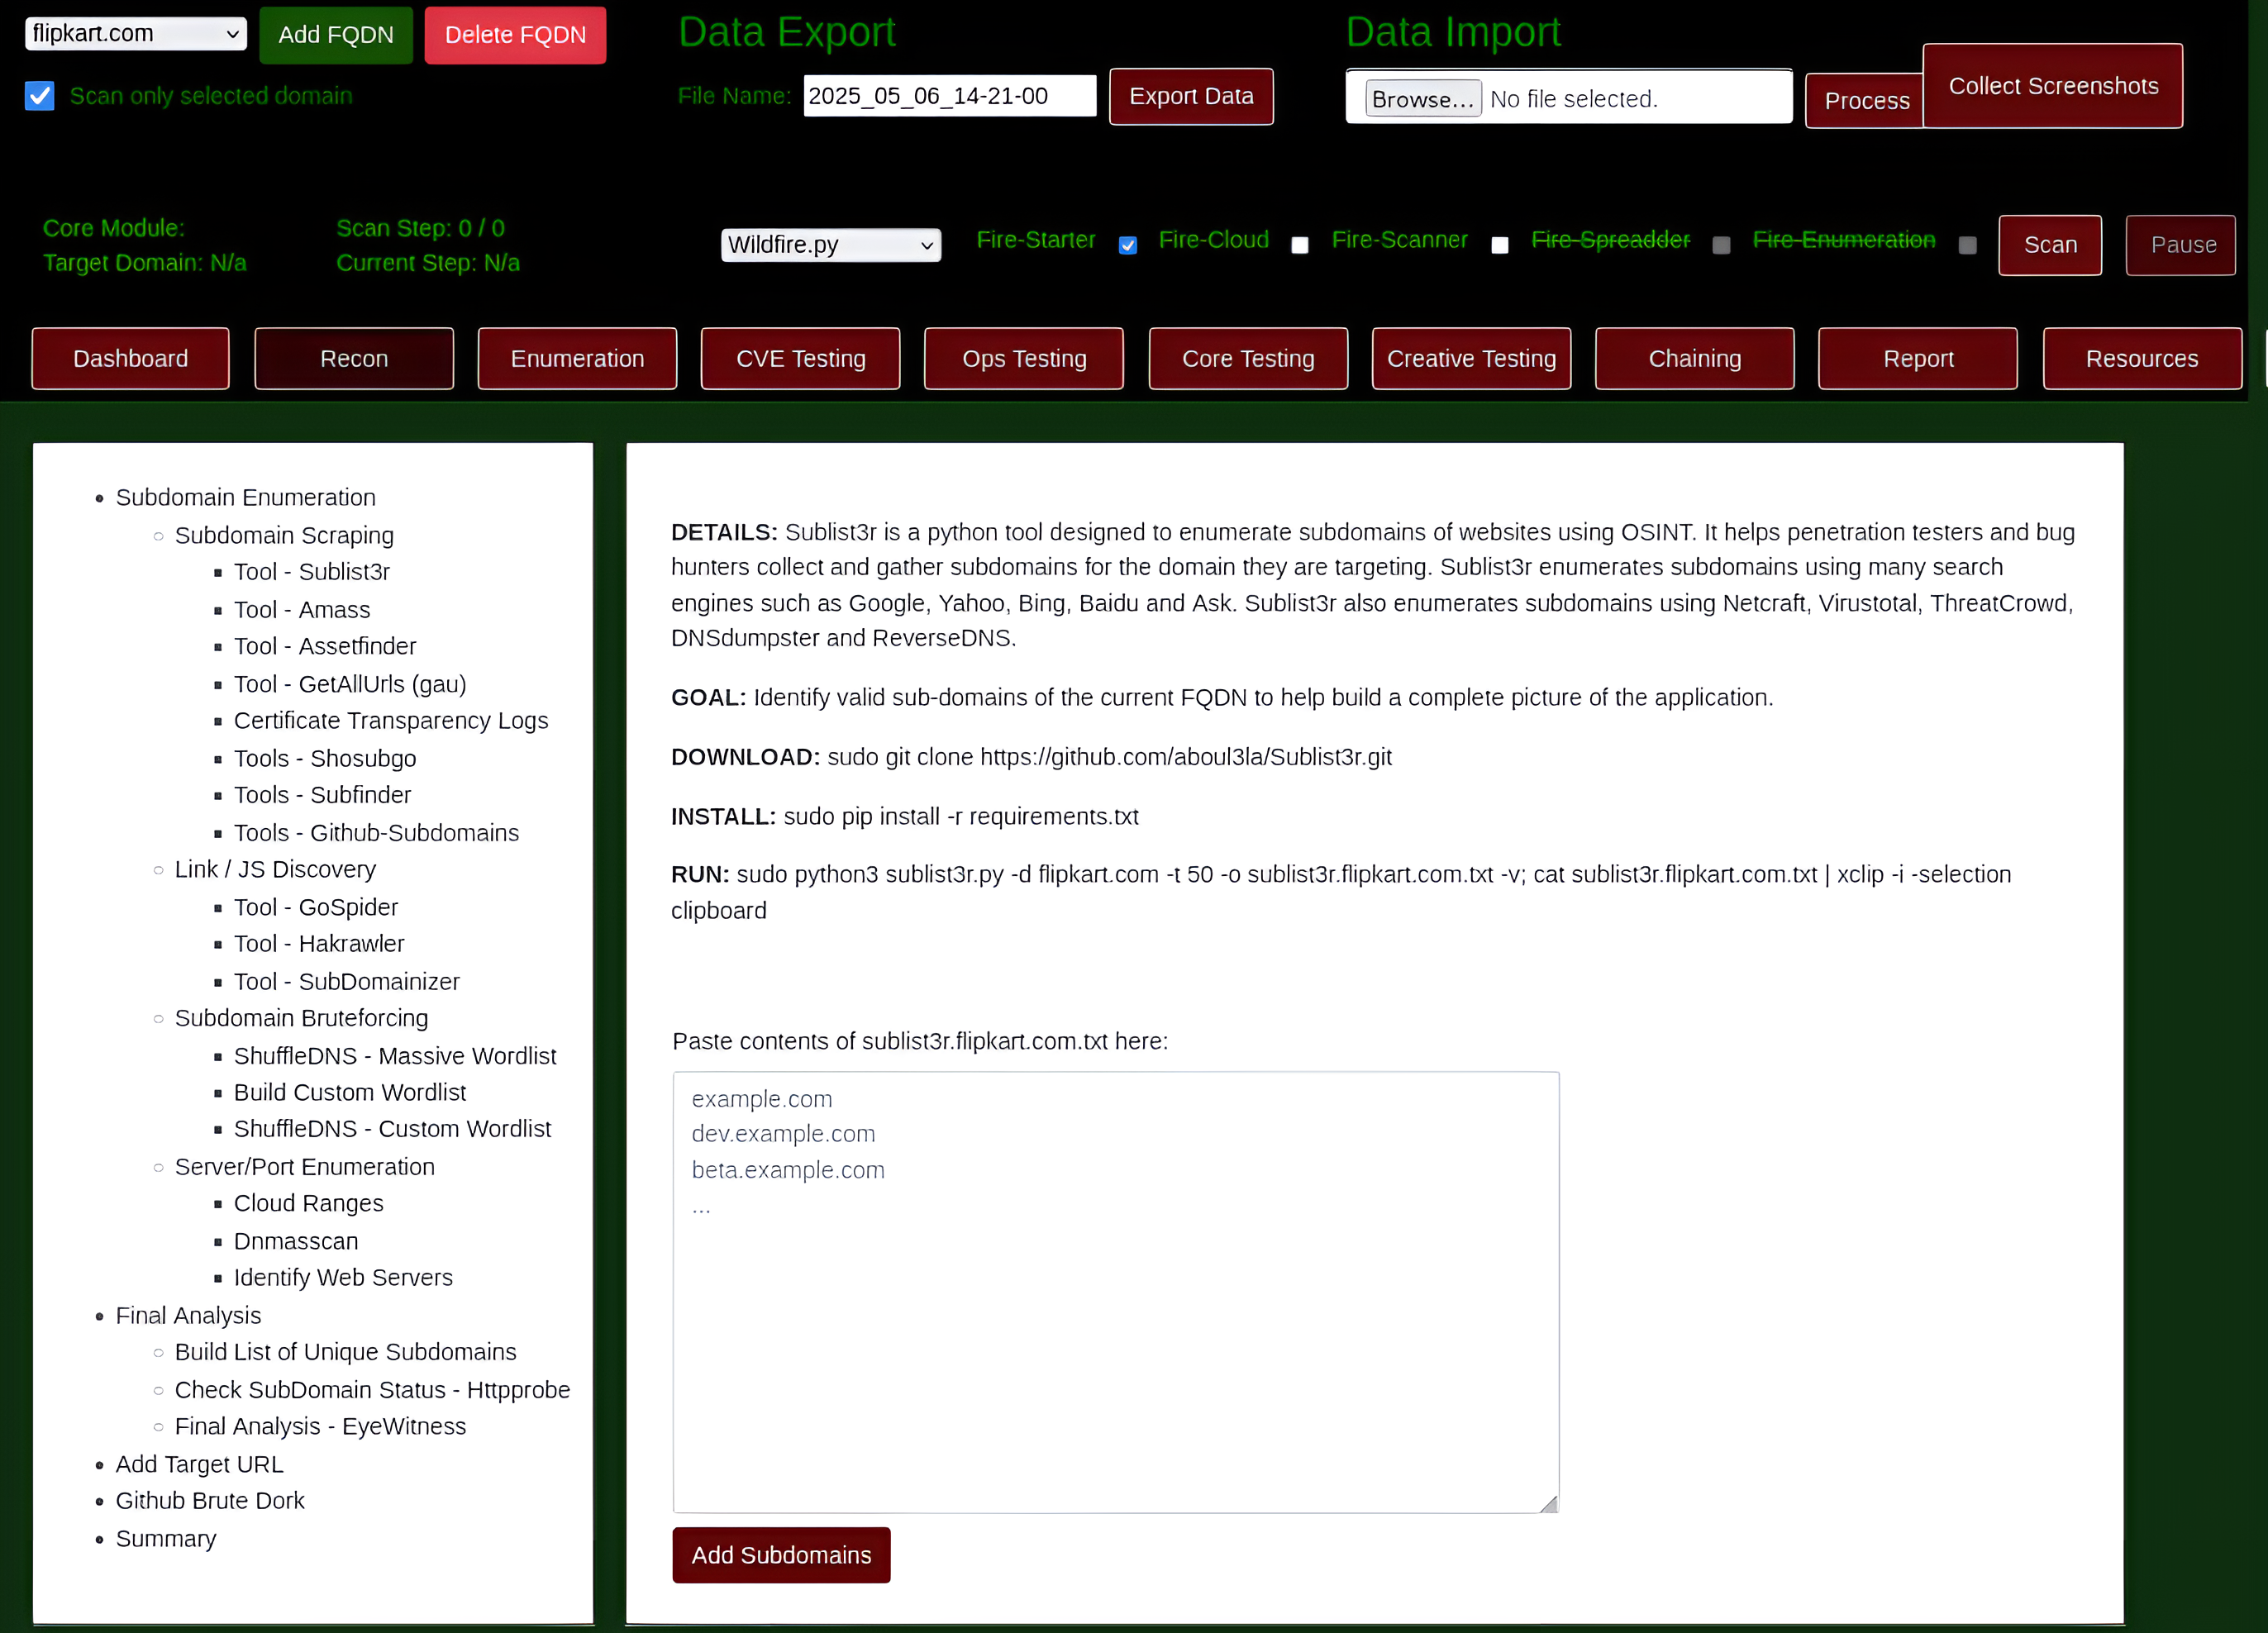 flipkart.com
Add FQDN
Delete FQDN
Data Export
Data Import
Scan only selected domain
File Name:
2025_05_06_14-21-00
Export Data
Browse...
No file selected.
Process
Collect Screenshots
Core Module:
Scan Step: 0 / 0
Target Domain: N/a
Current Step: N/a
Wildfire.py
Fire-Starter
Fire-Cloud
Fire-Scanner
Fire-Spreadder
Fire-Enumeration
Scan
Pause
Dashboard
Recon
Enumeration
CVE Testing
Ops Testing
Core Testing
Creative Testing
Chaining
Report
Resources
Subdomain Enumeration
Subdomain Scraping
Tool - Sublist3r
Tool - Amass
Tool - Assetfinder
Tool - GetAllUrls (gau)
Certificate Transparency Logs
Tools - Shosubgo
Tools - Subfinder
Tools - Github-Subdomains
Link / JS Discovery
Tool - GoSpider
Tool - Hakrawler
Tool - SubDomainizer
Subdomain Bruteforcing
ShuffleDNS - Massive Wordlist
Build Custom Wordlist
ShuffleDNS - Custom Wordlist
Server/Port Enumeration
Cloud Ranges
Dnmasscan
Identify Web Servers
Final Analysis
Build List of Unique Subdomains
Check SubDomain Status - Httpprobe
Final Analysis - EyeWitness
Add Target URL
Github Brute Dork
Summary
DETAILS: Sublist3r is a python tool designed to enumerate subdomains of websites using OSINT. It helps penetration testers and bug
hunters collect and gather subdomains for the domain they are targeting. Sublist3r enumerates subdomains using many search
engines such as Google, Yahoo, Bing, Baidu and Ask. Sublist3r also enumerates subdomains using Netcraft, Virustotal, ThreatCrowd,
DNSdumpster and ReverseDNS.
GOAL: Identify valid sub-domains of the current FQDN to help build a complete picture of the application.
DOWNLOAD: sudo git clone https://github.com/aboul3la/Sublist3r.git
INSTALL: sudo pip install -r requirements.txt
RUN: sudo python3 sublist3r.py -d flipkart.com -t 50 -o sublist3r.flipkart.com.txt -v; cat sublist3r.flipkart.com.txt | xclip -i -selection
clipboard
Paste contents of sublist3r.flipkart.com.txt here:
example.com
dev.example.com
beta.example.com
...
Add Subdomains